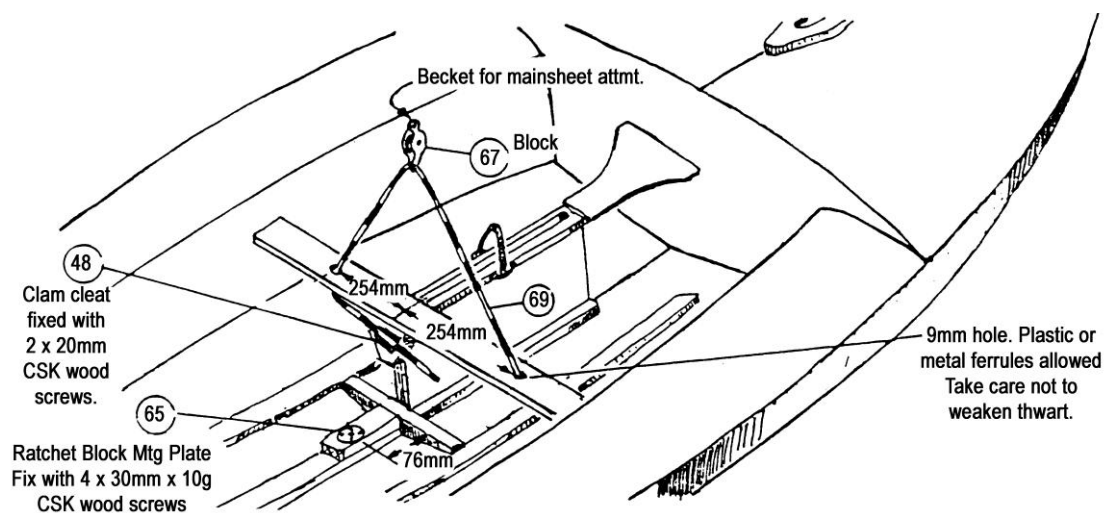 Becket for mainsheet attmt.
67
Block
48
Clam cleat
fixed with
2 x 20mm
CSK wood
screws.
254mm
254mm
69
9mm hole. Plastic or
metal ferrules allowed
Take care not to
weaken thwart.
65
Ratchet Block Mtg Plate
Fix with 4 x 30mm x 10g
CSK wood screws
76mm